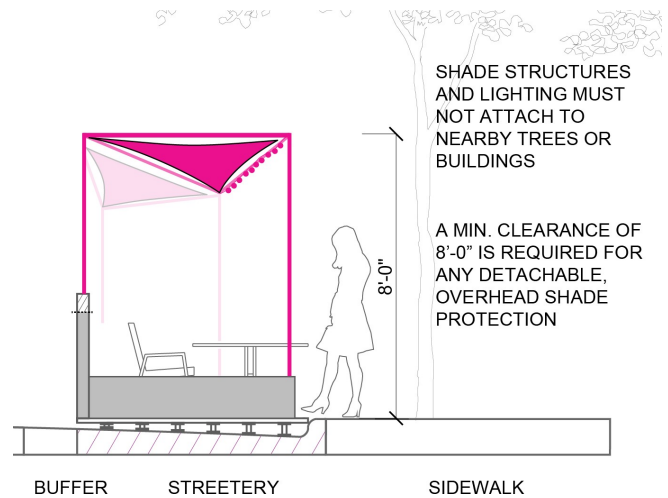 SHADE STRUCTURES
AND LIGHTING MUST
NOT ATTACH TO
NEARBY TREES OR
BUILDINGS
A MIN. CLEARANCE OF
8'-0” IS REQUIRED FOR
ANY DETACHABLE,
OVERHEAD SHADE
PROTECTION
8'-0"
BUFFER
STREETERY
SIDEWALK